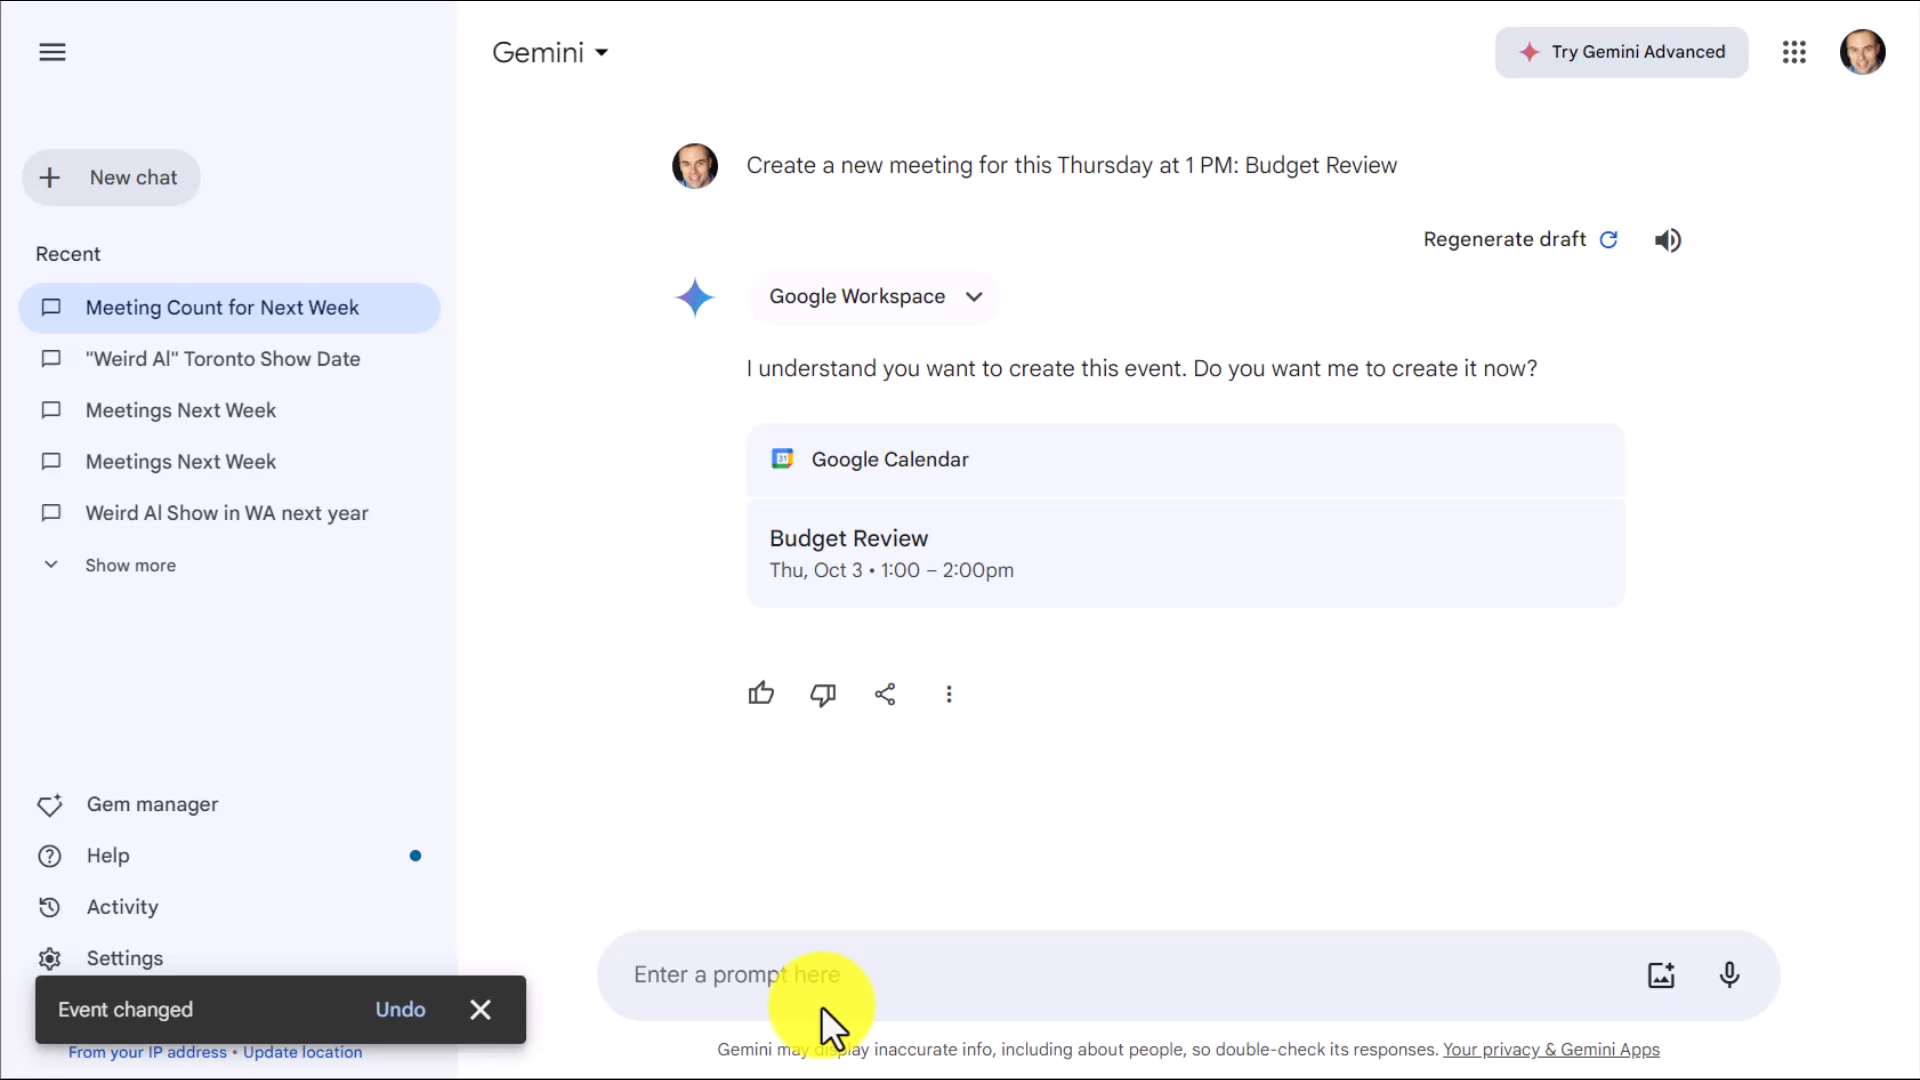 Gemini
Try Gemini Advanced
New chat
Recent
Meeting Count for Next Week
"Weird Al" Toronto Show Date
Meetings Next Week
Meetings Next Week
Weird Al Show in WA next year
Show more
Gem manager
Help
Activity
Settings
Event changed Undo
From your IP address • Update location
Create a new meeting for this Thursday at 1 PM: Budget Review
Regenerate draft
Google Workspace
I understand you want to create this event. Do you want me to create it now?
31 Google Calendar
Budget Review
Thu, Oct 3 • 1:00 – 2:00pm
Enter a prompt here
Gemini may display inaccurate info, including about people, so double-check its responses. Your privacy & Gemini Apps